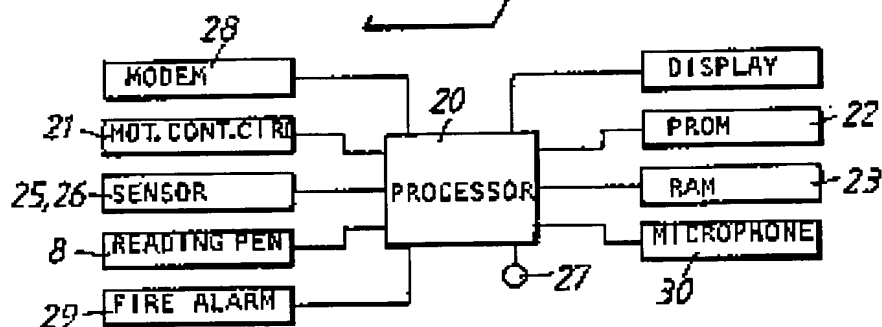 28
MODEM
DISPLAY
20
21
MOT.CONT.CTRL
PROM
22
25,26
SENSOR
PROCESSOR
RAM
23
8
READING PEN
MICROPHONE
27
30
29
FIRE ALARM